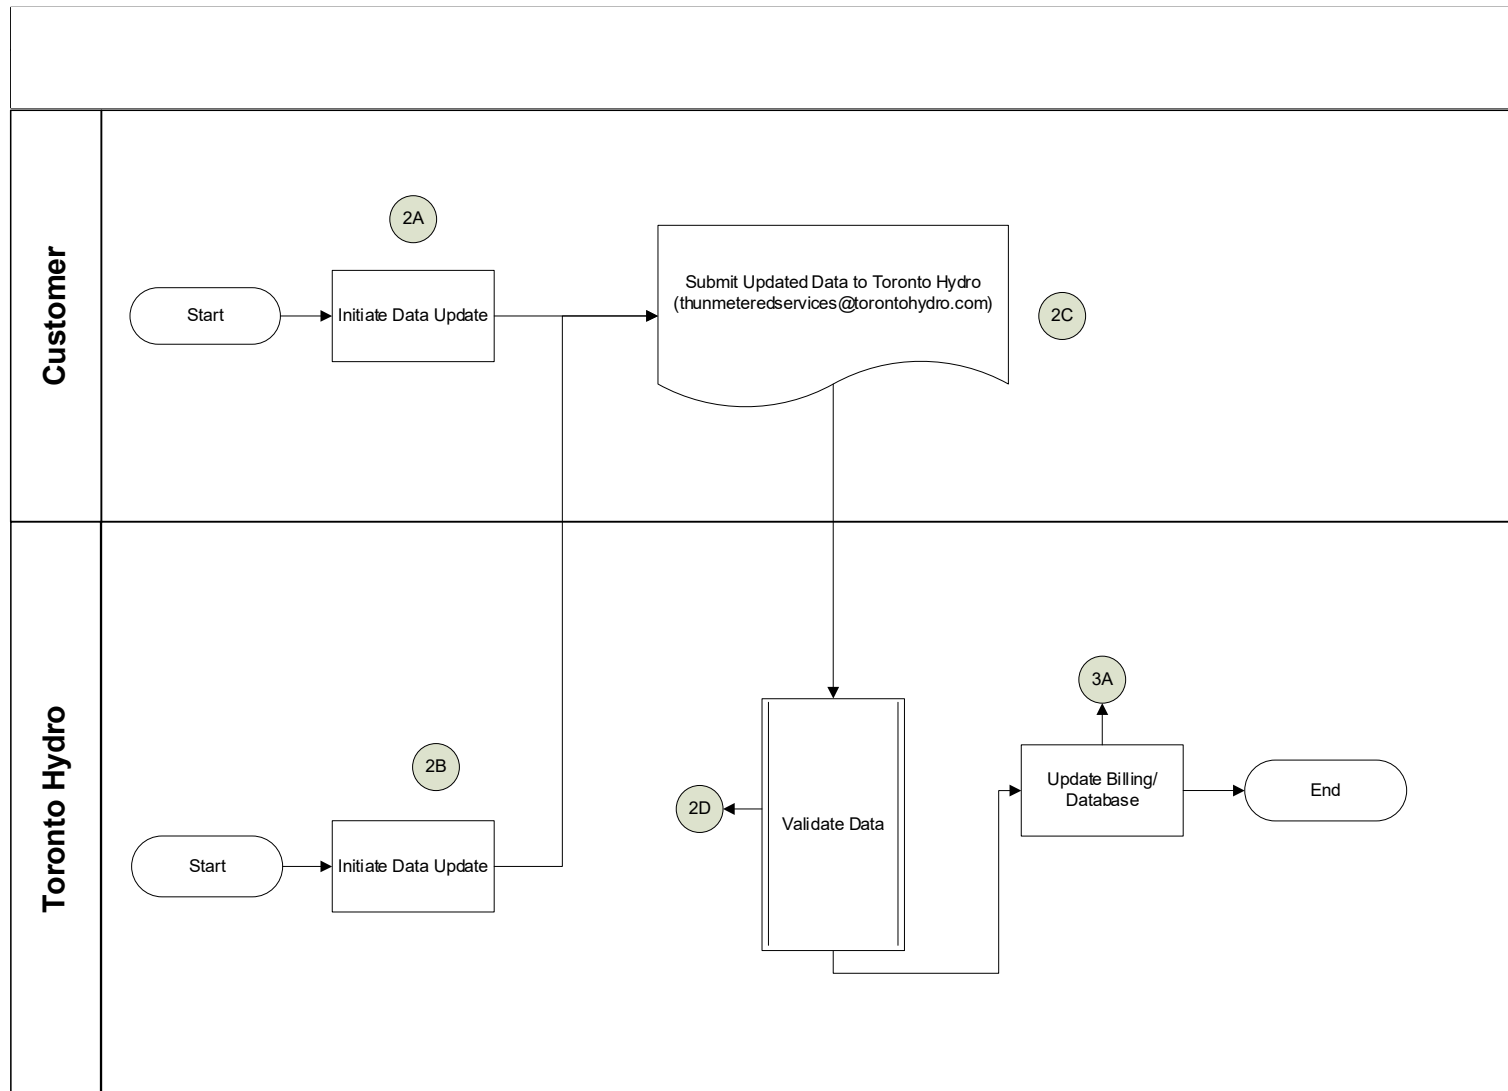 Customer
2A
Start
Initiate Data Update
Submit Updated Data to Toronto Hydro
(thunmeteredservices@torontohydro.com)
2C
Toronto Hydro
2B
Start
Initiate Data Update
2D
Validate Data
3A
Update Billing/
Database
End